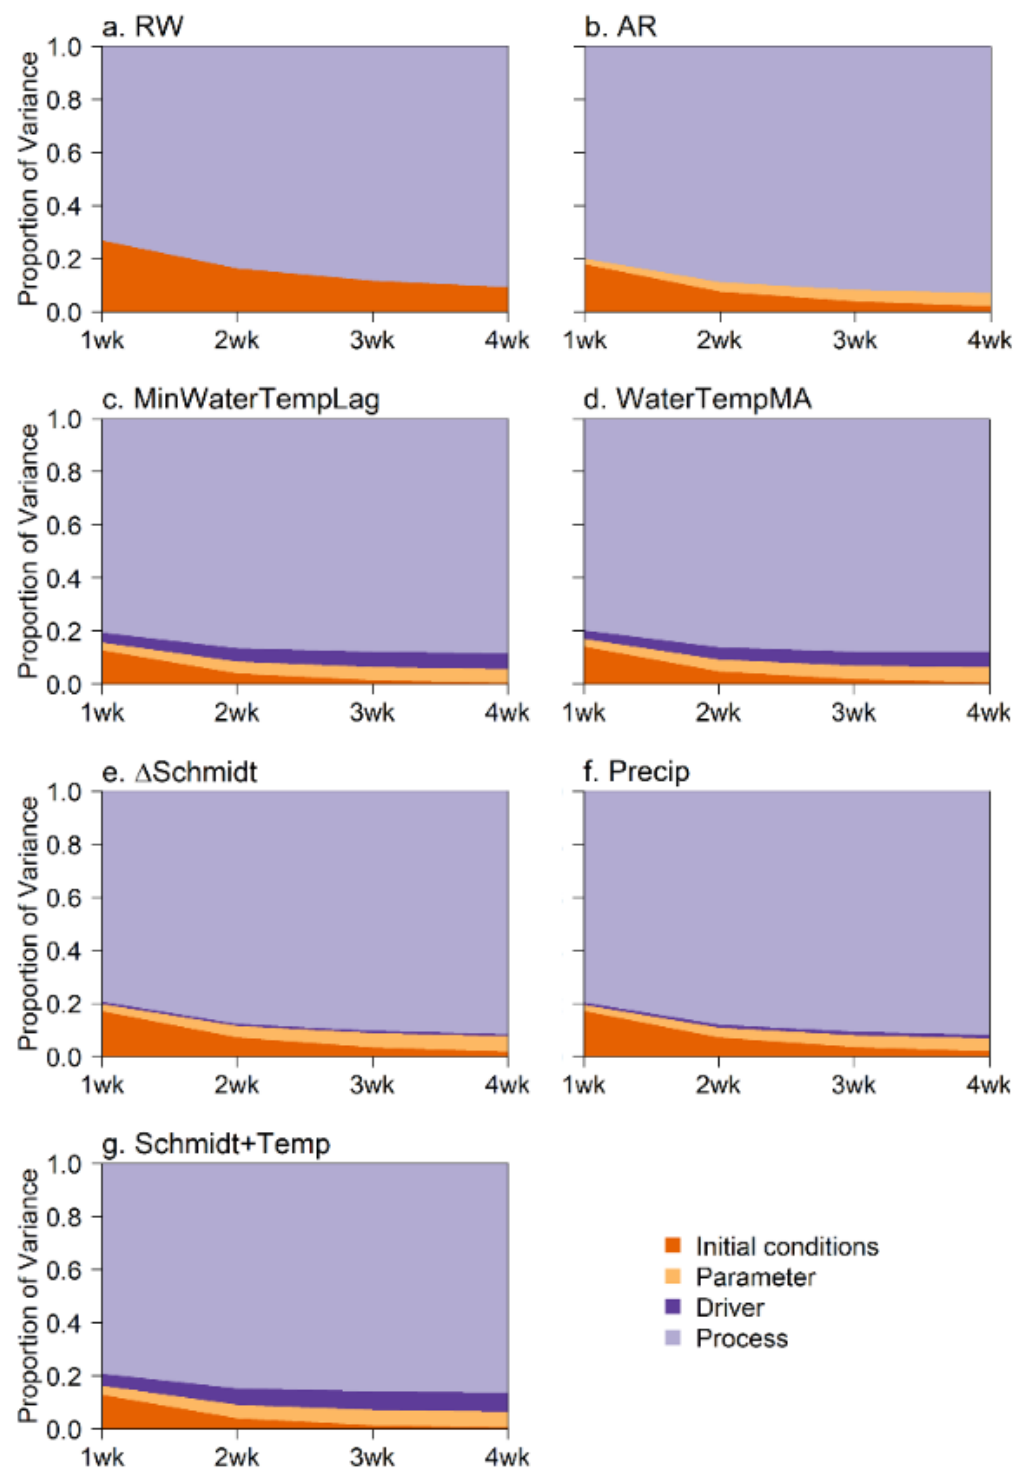 a. RW
Proportion of Variance
1.0
0.8
0.6
0.4
0.2
0.0
1wk 2wk 3wk 4wk
b. AR
1wk 2wk 3wk 4wk
c. MinWaterTempLag
Proportion of Variance
1.0
0.8
0.6
0.4
0.2
0.0
1wk 2wk 3wk 4wk
d. WaterTempMA
1wk 2wk 3wk 4wk
e. ΔSchmidt
Proportion of Variance
1.0
0.8
0.6
0.4
0.2
0.0
1wk 2wk 3wk 4wk
f. Precip
1wk 2wk 3wk 4wk
g. Schmidt+Temp
Proportion of Variance
1.0
0.8
0.6
0.4
0.2
0.0
1wk 2wk 3wk 4wk
Initial conditions
Parameter
Driver
Process